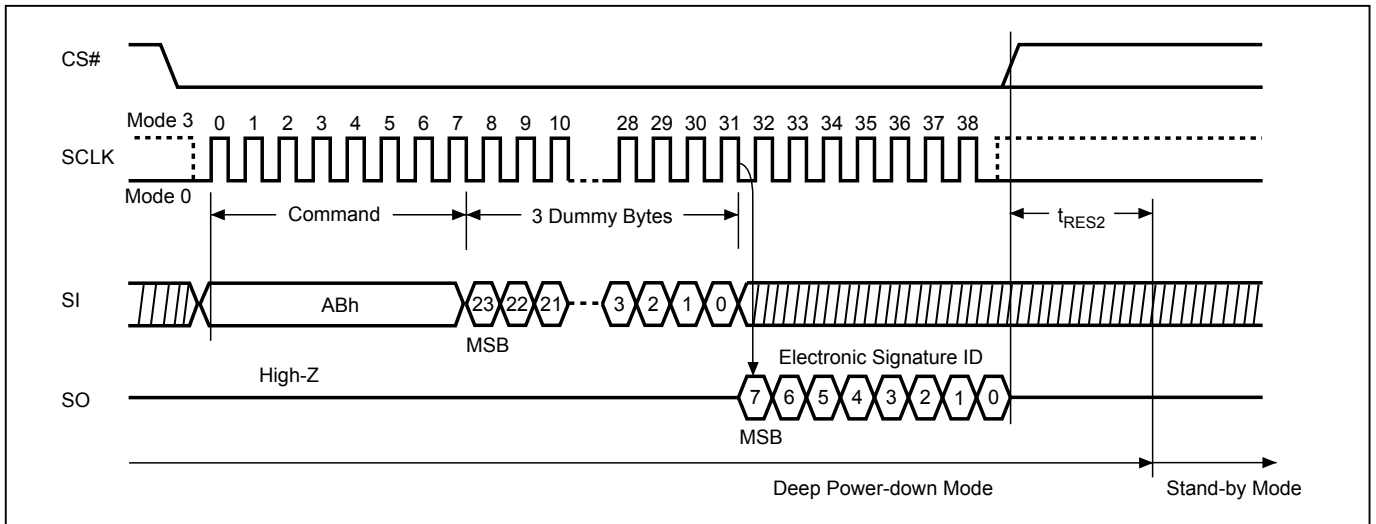 CS#
Mode 3 0 1 2 3 4 5 6 7 8 9 10 28 29 30 31 32 33 34 35 36 37 38
SCLK
Mode 0
Command 3 Dummy Bytes tRES2
SI ABh 23 22 21 3 2 1 0
MSB
High-Z Electronic Signature ID
SO 7 6 5 4 3 2 1 0
MSB
Deep Power-down Mode Stand-by Mode